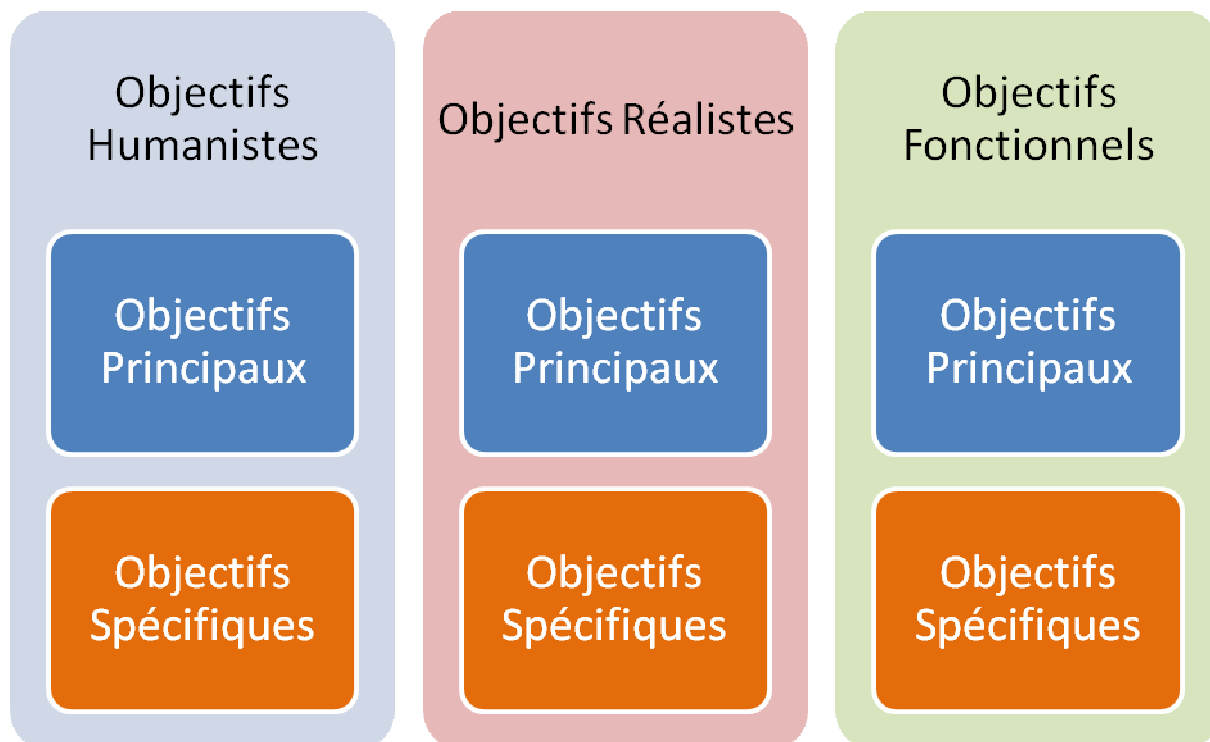 Objectifs
Humanistes
Objectifs
Principaux
Objectifs
Spécifiques
Objectifs Réalistes
Objectifs
Principaux
Objectifs
Spécifiques
Objectifs
Fonctionnels
Objectifs
Principaux
Objectifs
Spécifiques